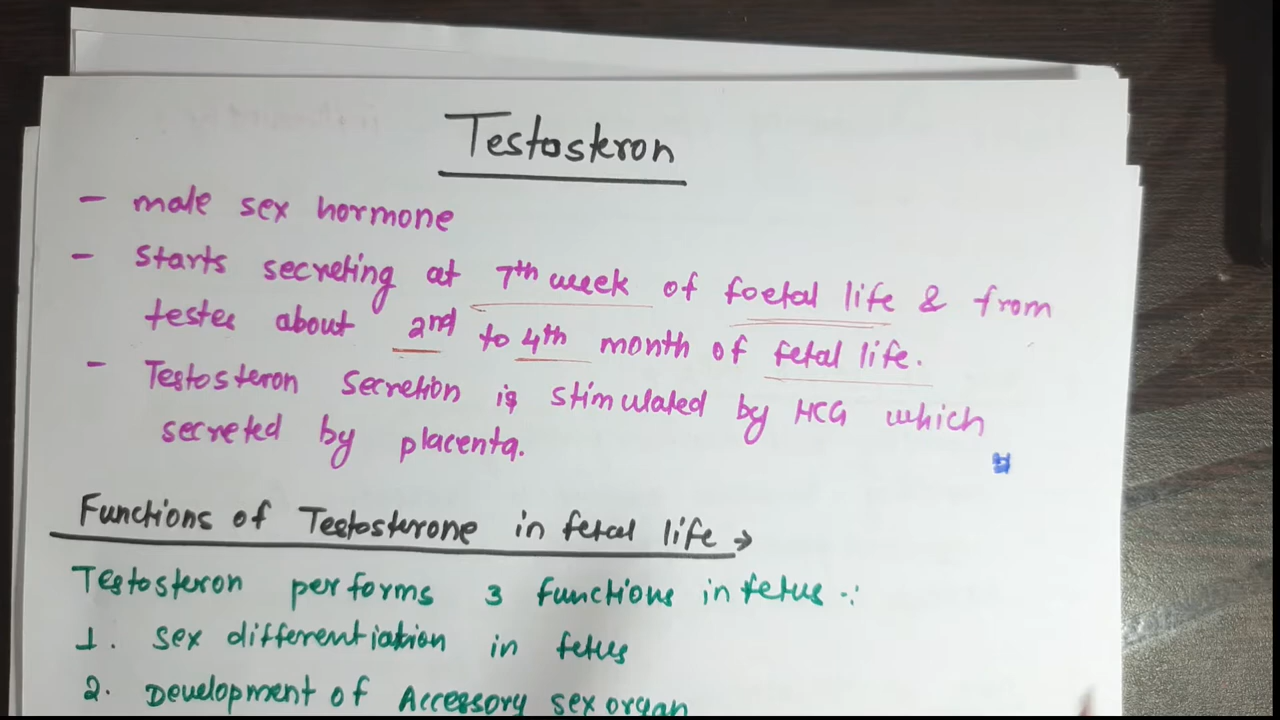 Testosteron
- male sex hormone
- Starts secreting at 7th week of foetal life & from
testes about 2nd to 4th month of fetal life.
- Testosteron secretion is stimulated by HCG which
secreted by placenta.
Functions of Testosterone in fetal life →
Testosteron performs 3 functions in fetus :
1. sex differentiation in fetus
2. Development of Accessory sex organ